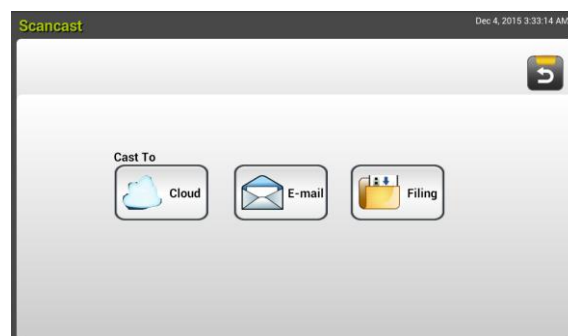 Scancast
Dec 4, 2015 3:33:14 AM
Cast To
Cloud
E-mail
Filing